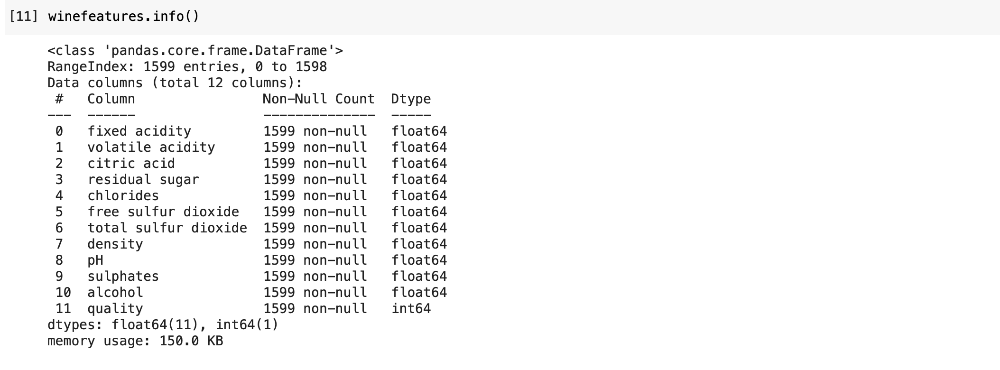 [11] winefeatures.info()
<class 'pandas.core.frame.DataFrame'>
RangeIndex: 1599 entries, 0 to 1598
Data columns (total 12 columns):
 #   Column                Non-Null Count  Dtype
---  ------                --------------  -----
 0   fixed acidity         1599 non-null   float64
 1   volatile acidity      1599 non-null   float64
 2   citric acid           1599 non-null   float64
 3   residual sugar        1599 non-null   float64
 4   chlorides             1599 non-null   float64
 5   free sulfur dioxide   1599 non-null   float64
 6   total sulfur dioxide  1599 non-null   float64
 7   density               1599 non-null   float64
 8   pH                    1599 non-null   float64
 9   sulphates             1599 non-null   float64
 10  alcohol               1599 non-null   float64
 11  quality               1599 non-null   int64
dtypes: float64(11), int64(1)
memory usage: 150.0 KB